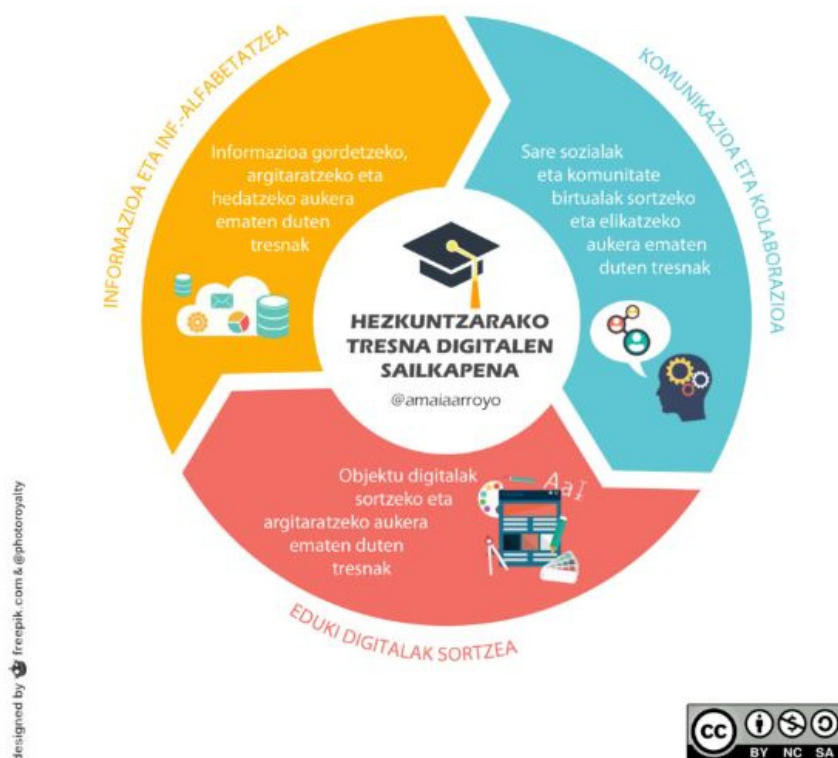 INFORMAZIOA ETA INF.-ALFABETATZEA
Informazioa gordetzeko,
argitaratzeko eta
hedatzeko aukera
ematen duten
tresnak
KOMUNIKAZIOA ETA KOLABORAZIOA
Sare sozialak
eta komunitate
birtualak sortzeko
eta elikatzeko
aukera ematen
duten tresnak
HEZKUNTZARAKO
TRESNA DIGITALEN
SAILKAPENA
@amaiaarroyo
Objektu digitalak
sortzeko eta
argitaratzeko aukera
ematen duten
tresnak
Aa
EDUKI DIGITALAK SORTZEA
designed by freepik.com & @photoroyalty
cc
BY NC SA